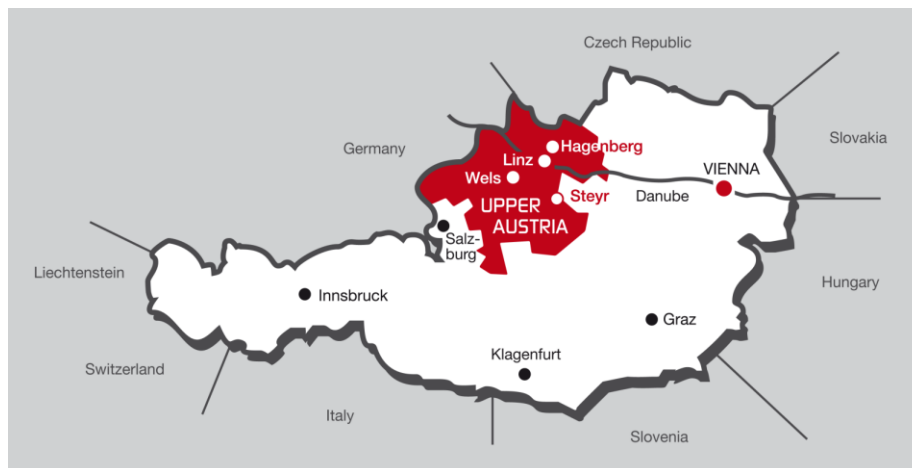 Czech Republic
Slovakia
Germany
Hagenberg
Linz
VIENNA
Wels
Steyr
Danube
UPPER
AUSTRIA
Salz-
burg
Liechtenstein
Hungary
Innsbruck
Graz
Klagenfurt
Switzerland
Italy
Slovenia